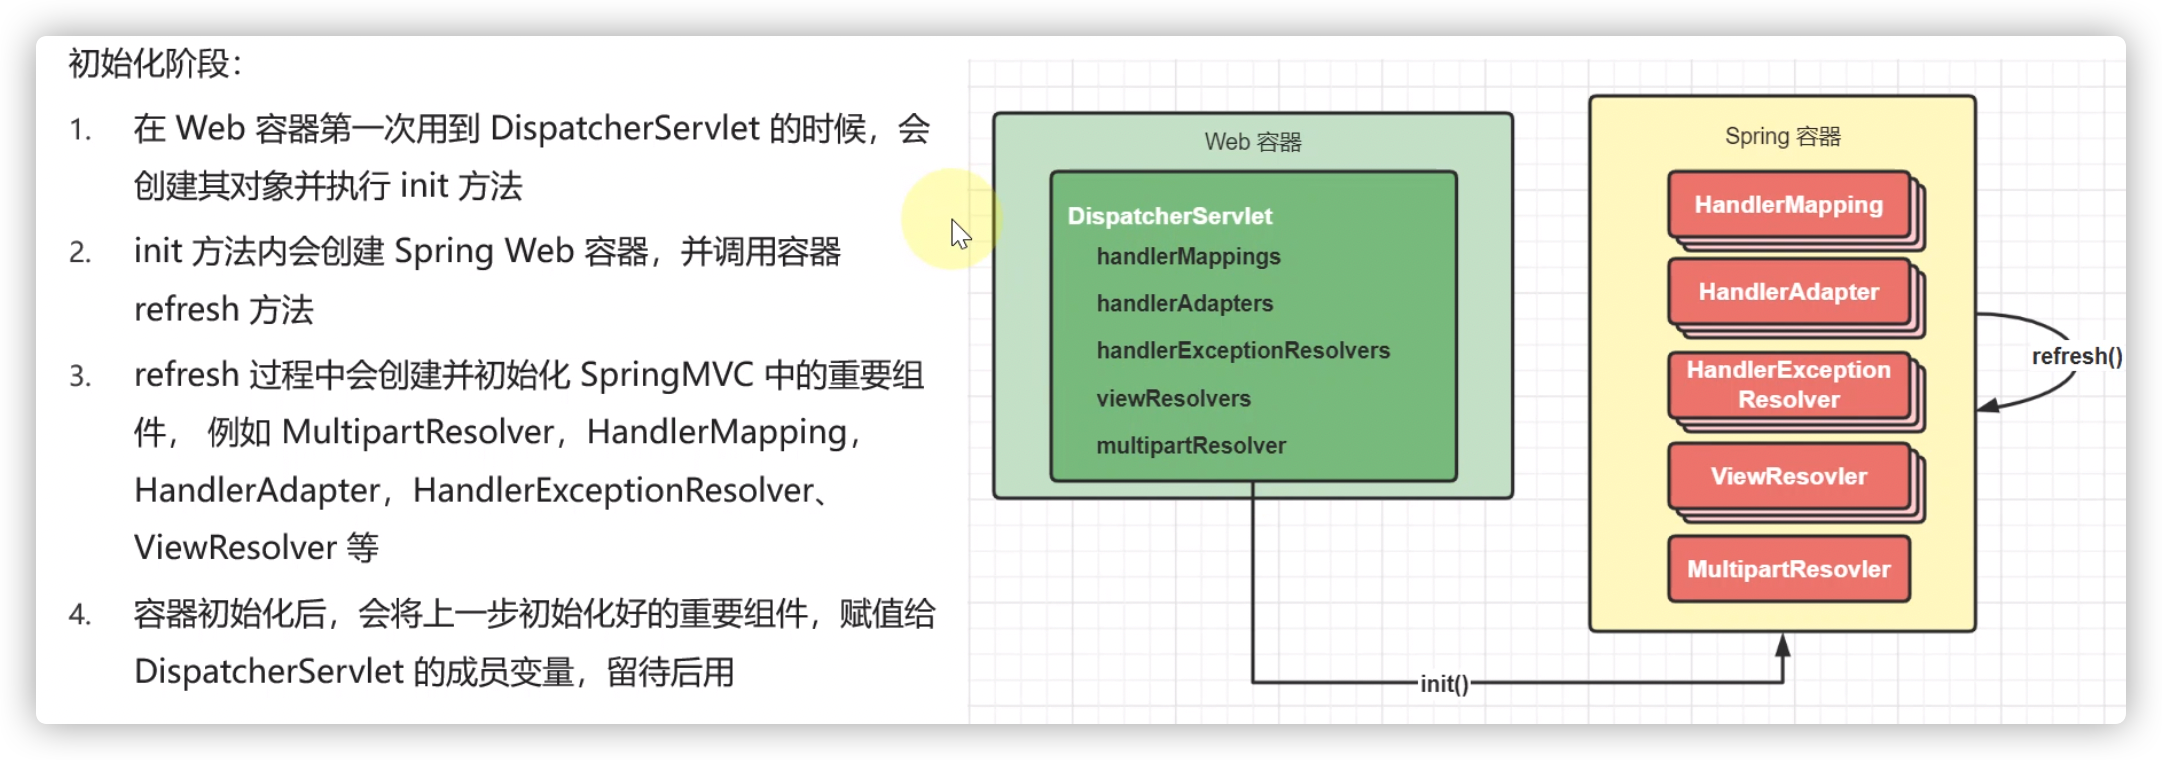 初始化阶段：
1. 在 Web 容器第一次用到 DispatcherServlet 的时候，会
创建其对象并执行 init 方法
2. init 方法内会创建 Spring Web 容器，并调用容器
refresh 方法
3. refresh 过程中会创建并初始化 SpringMVC 中的重要组
件， 例如 MultipartResolver，HandlerMapping，
HandlerAdapter，HandlerExceptionResolver、
ViewResolver 等
4. 容器初始化后，会将上一步初始化好的重要组件，赋值给
DispatcherServlet 的成员变量，留待后用
Web 容器
DispatcherServlet
handlerMappings
handlerAdapters
handlerExceptionResolvers
viewResolvers
multipartResolver
init()
Spring 容器
HandlerMapping
HandlerAdapter
HandlerException
Resolver
ViewResovler
MultipartResovler
refresh()